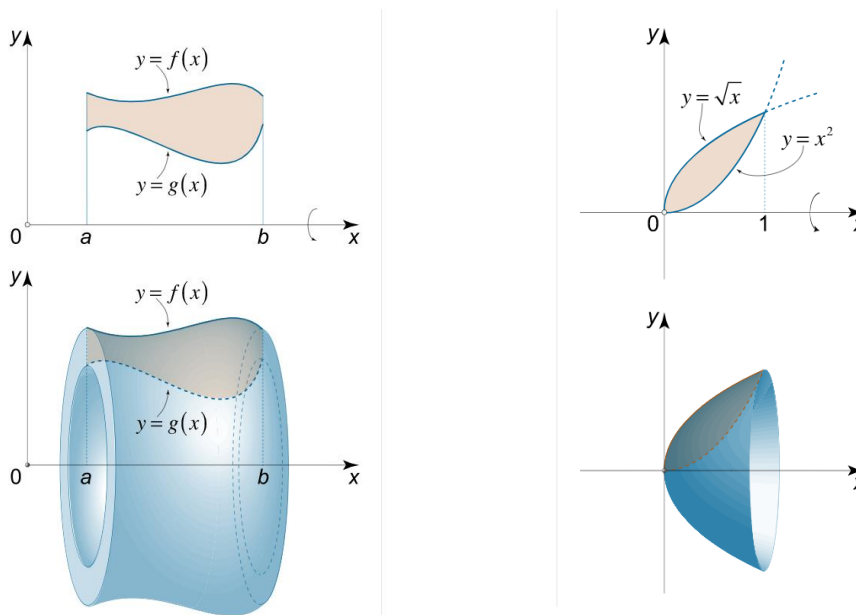 y
y = f(x)
y = g(x)
0
a
b
x
y
y = f(x)
y = g(x)
0
a
b
x
y
y = √x
y = x²
0
1
y